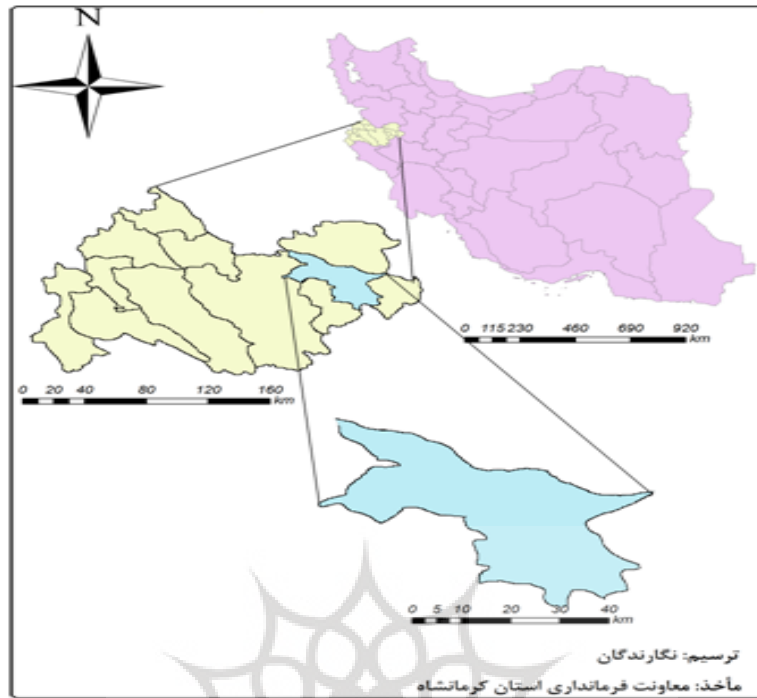 N
0 115 230 460 690 920
km
0 20 40 80 120 160
km
0 5 10 20 30 40
km
ترسیم: نگارندگان
مأخذ: معاونت فرمانداری استان کرمانشاه